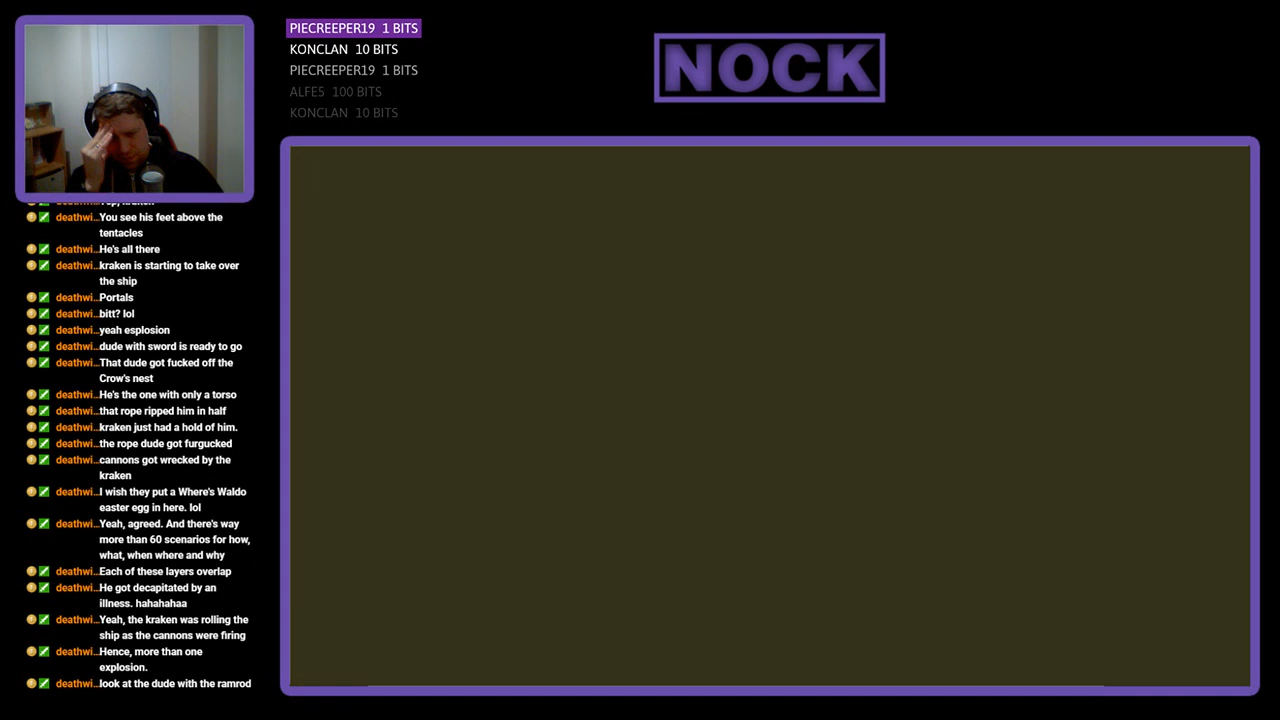 PIECREEPER19 1 BITS
KONCLAN 10 BITS
PIECREEPER19 1 BITS
ALFE5 100 BITS
KONCLAN 10 BITS
NOCK
deathwi... You see his feet above the
tentacles
deathwi... He's all there
deathwi... kraken is starting to take over
the ship
deathwi... Portals
deathwi... bitt? lol
deathwi... yeah esplosion
deathwi... dude with sword is ready to go
deathwi... That dude got fucked off the
Crow's nest
deathwi... He's the one with only a torso
deathwi... that rope ripped him in half
deathwi... kraken just had a hold of him.
deathwi... the rope dude got furgucked
deathwi... cannons got wrecked by the
kraken
deathwi... I wish they put a Where's Waldo
easter egg in here. lol
deathwi... Yeah, agreed. And there's way
more than 60 scenarios for how,
what, when where and why
deathwi... Each of these layers overlap
deathwi... He got decapitated by an
illness. hahahahaa
deathwi... Yeah, the kraken was rolling the
ship as the cannons were firing
deathwi... Hence, more than one
explosion.
deathwi... look at the dude with the ramrod